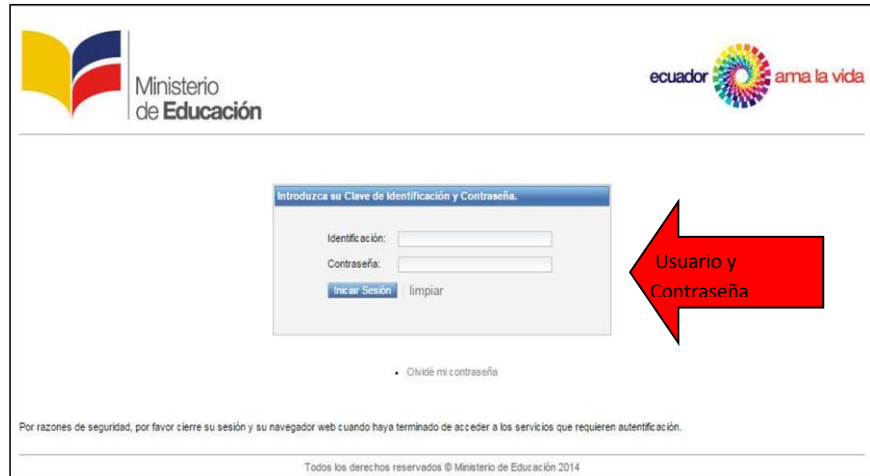 Ministerio
de Educación
ecuador ama la vida
Introduzca su Clave de Identificación y Contraseña.
Identificación:
Contraseña:
Iniciar Sesión limpiar
Usuario y
Contraseña
• Olvidé mi contraseña
Por razones de seguridad, por favor cierre su sesión y su navegador web cuando haya terminado de acceder a los servicios que requieren autentificación.
Todos los derechos reservados © Ministerio de Educación 2014